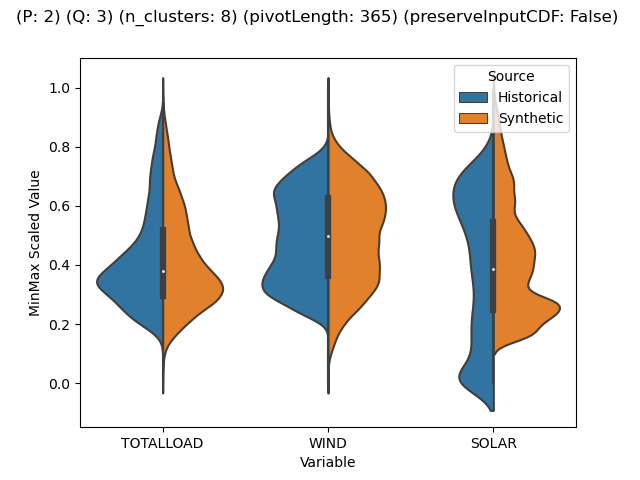 (P: 2) (Q: 3) (n_clusters: 8) (pivotLength: 365) (preserveInputCDF: False)
Source
Historical
Synthetic
1.0
0.8
0.6
0.4
0.2
0.0
MinMax Scaled Value
TOTALLOAD WIND SOLAR
Variable